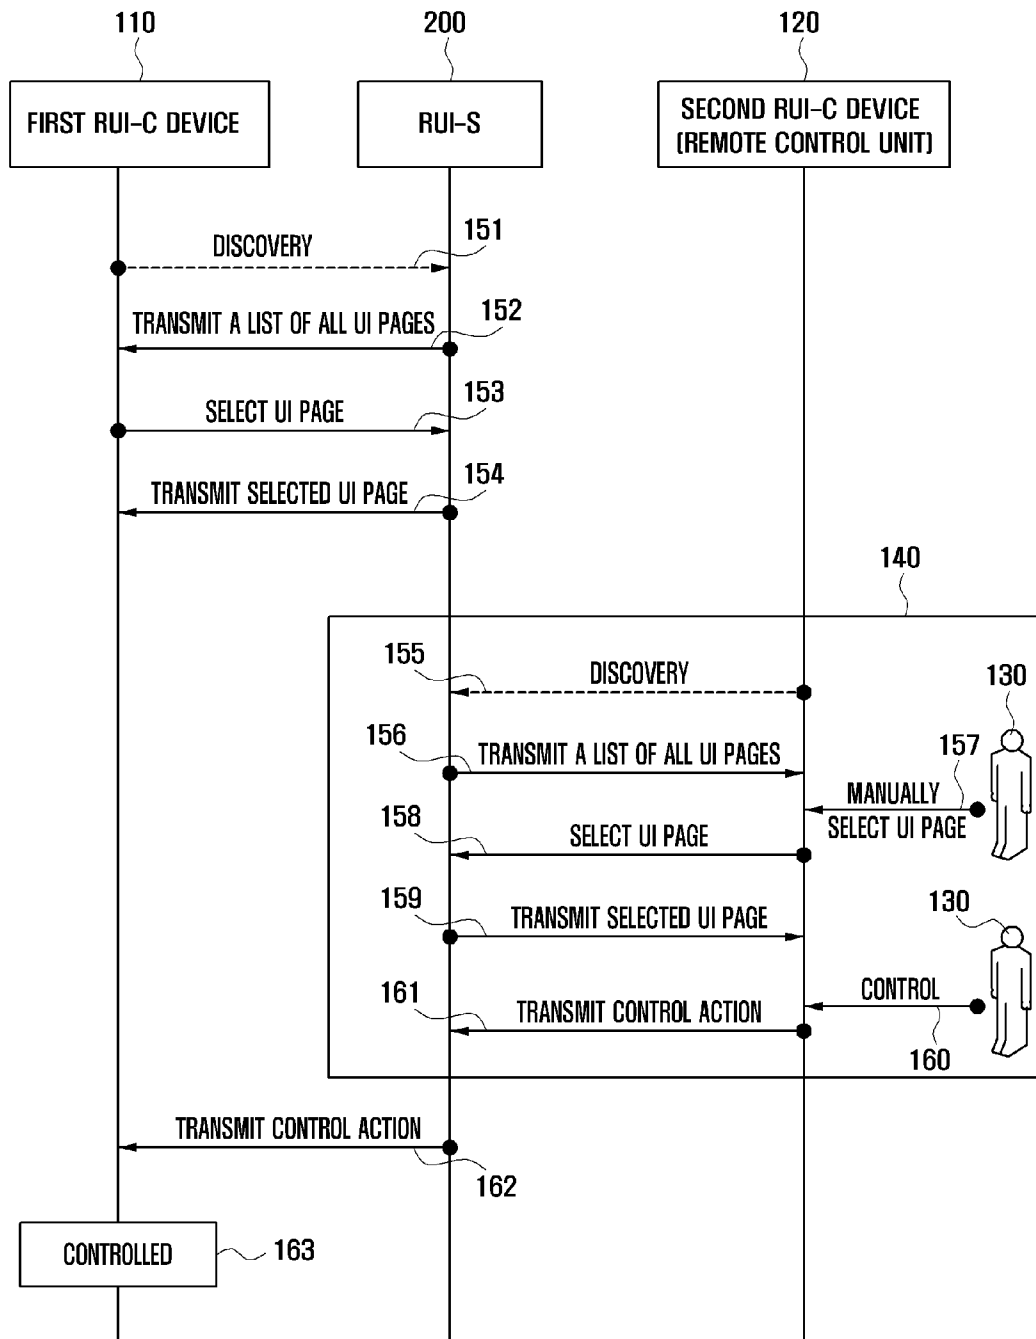 110
200
120
FIRST RUI-C DEVICE
RUI-S
SECOND RUI-C DEVICE
(REMOTE CONTROL UNIT)
DISCOVERY
151
TRANSMIT A LIST OF ALL UI PAGES
152
SELECT UI PAGE
153
TRANSMIT SELECTED UI PAGE
154
140
155
DISCOVERY
130
156
TRANSMIT A LIST OF ALL UI PAGES
157
MANUALLY
SELECT UI PAGE
158
SELECT UI PAGE
159
TRANSMIT SELECTED UI PAGE
130
161
TRANSMIT CONTROL ACTION
CONTROL
160
TRANSMIT CONTROL ACTION
162
CONTROLLED
163